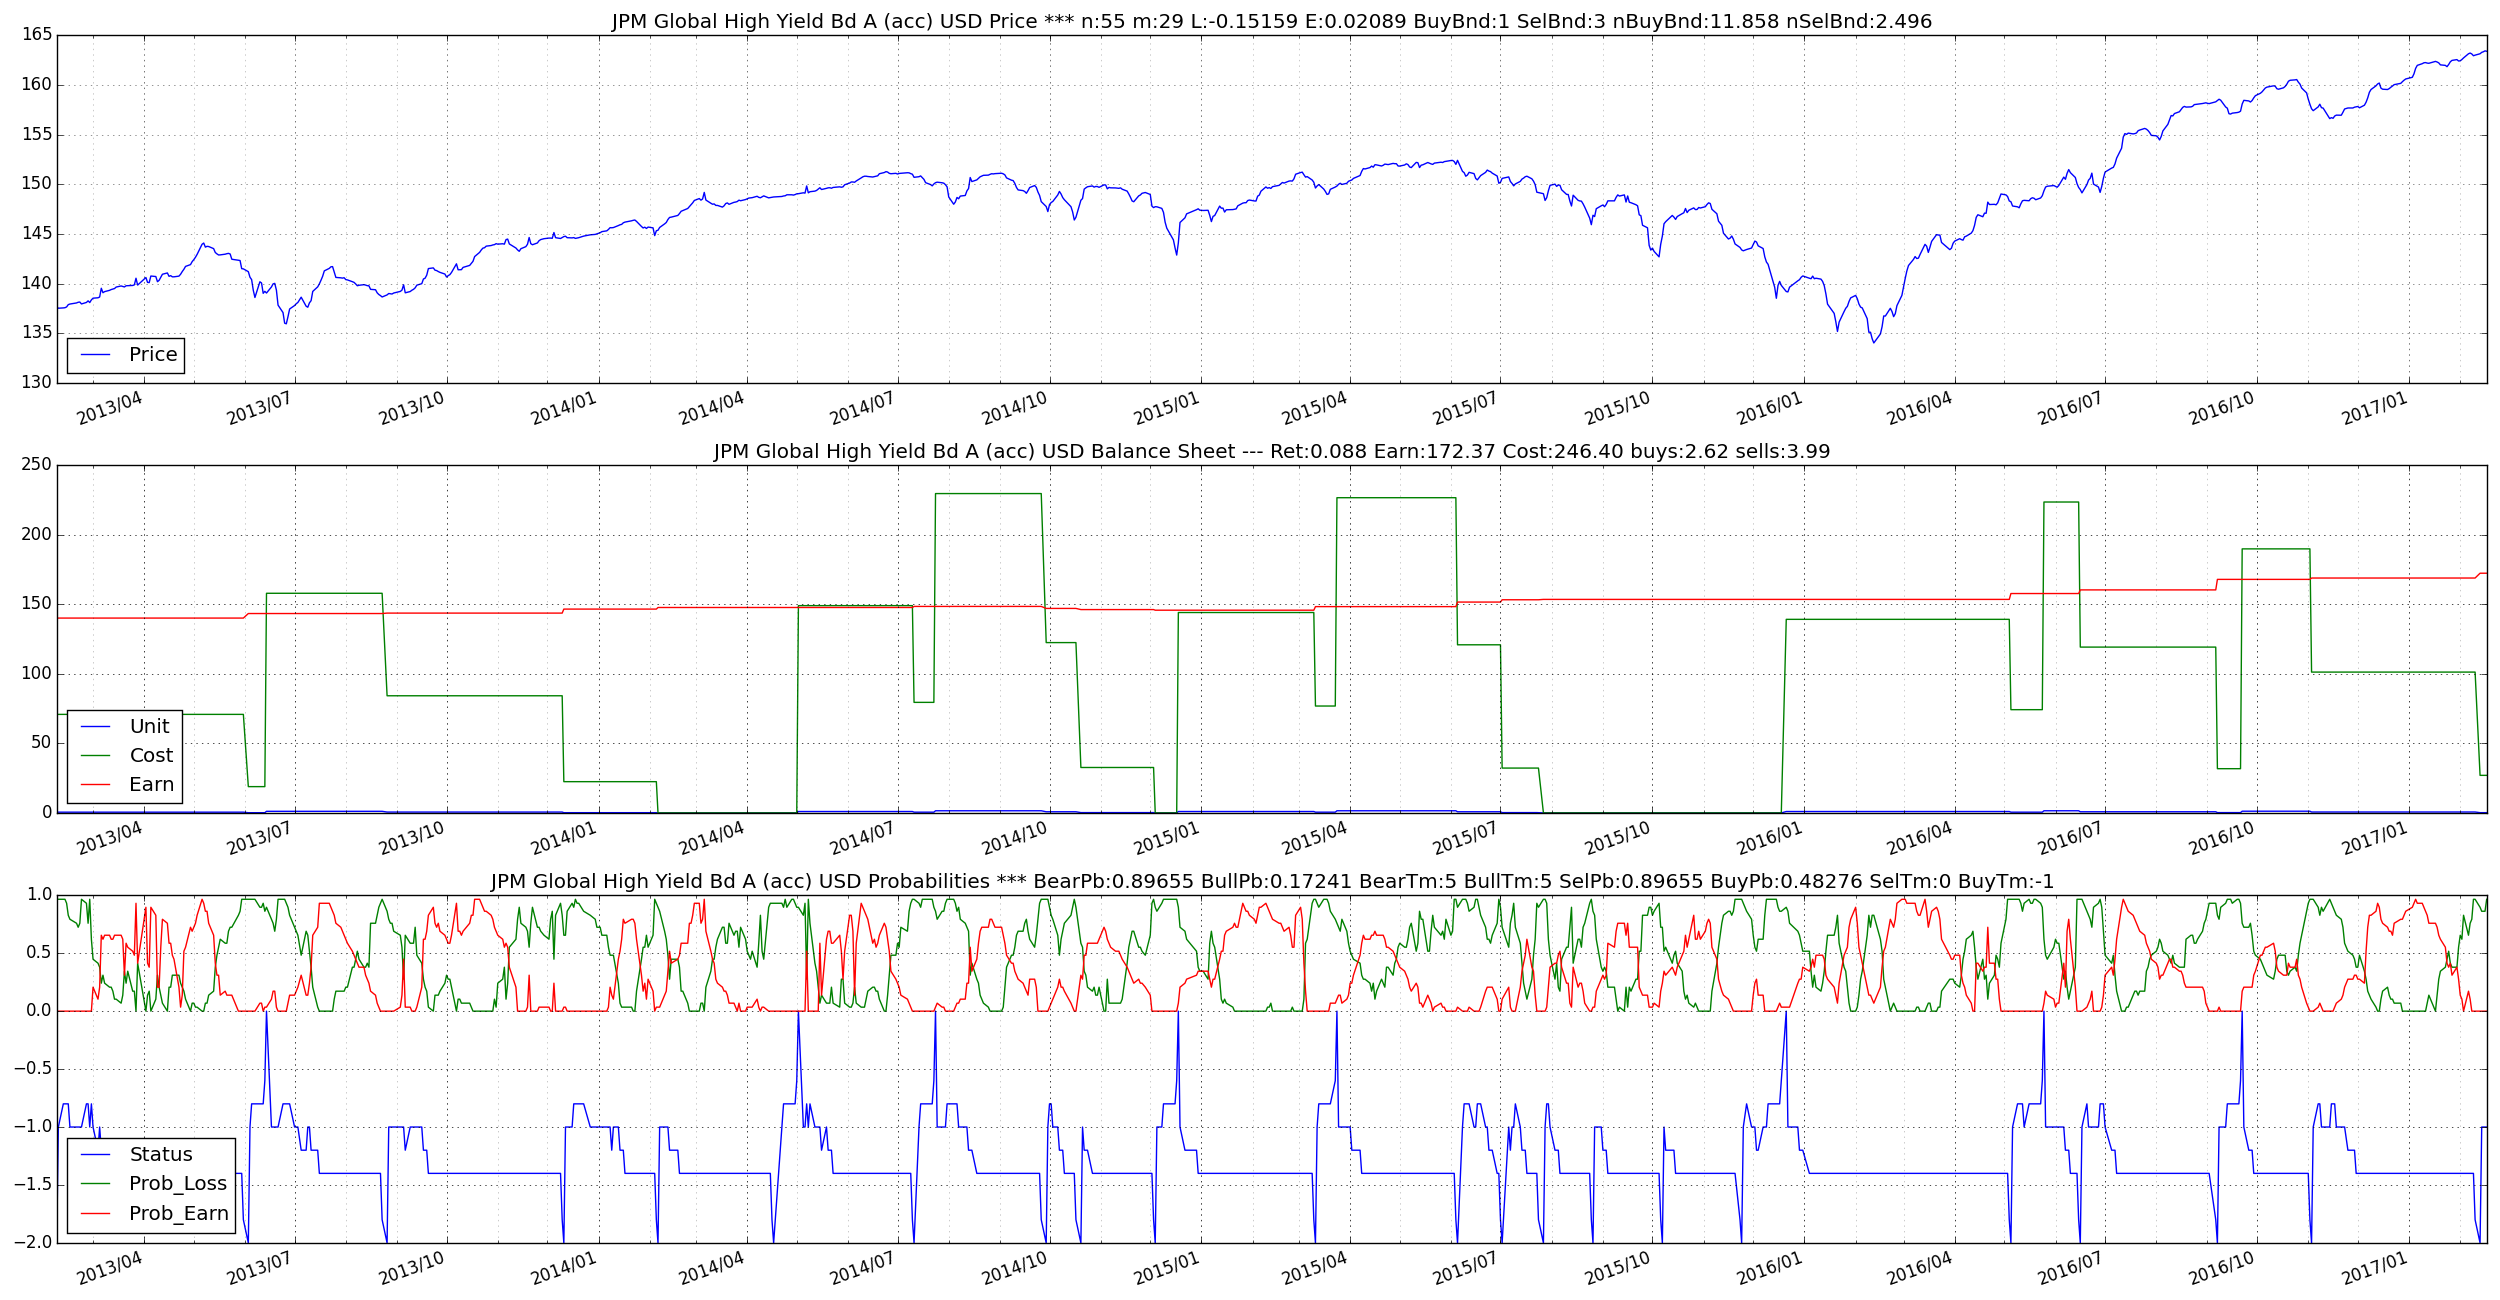 JPM Global High Yield Bd A (acc) USD Price *** n:55 m:29 L:-0.15159 E:0.02089 BuyBnd:1 SelBnd:3 nBuyBnd:11.858 nSelBnd:2.496
165
160
155
150
145
140
135
130
Price
2013/04 2013/07 2013/10 2014/01 2014/04 2014/07 2014/10 2015/01 2015/04 2015/07 2015/10 2016/01 2016/04 2016/07 2016/10 2017/01
JPM Global High Yield Bd A (acc) USD Balance Sheet --- Ret:0.088 Earn:172.37 Cost:246.40 buys:2.62 sells:3.99
250
200
150
100
50
0
Unit
Cost
Earn
2013/04 2013/07 2013/10 2014/01 2014/04 2014/07 2014/10 2015/01 2015/04 2015/07 2015/10 2016/01 2016/04 2016/07 2016/10 2017/01
JPM Global High Yield Bd A (acc) USD Probabilities *** BearPb:0.89655 BullPb:0.17241 BearTm:5 BullTm:5 SelPb:0.89655 BuyPb:0.48276 SelTm:0 BuyTm:-1
1.0
0.5
0.0
−0.5
−1.0
−1.5
−2.0
Status
Prob_Loss
Prob_Earn
2013/04 2013/07 2013/10 2014/01 2014/04 2014/07 2014/10 2015/01 2015/04 2015/07 2015/10 2016/01 2016/04 2016/07 2016/10 2017/01